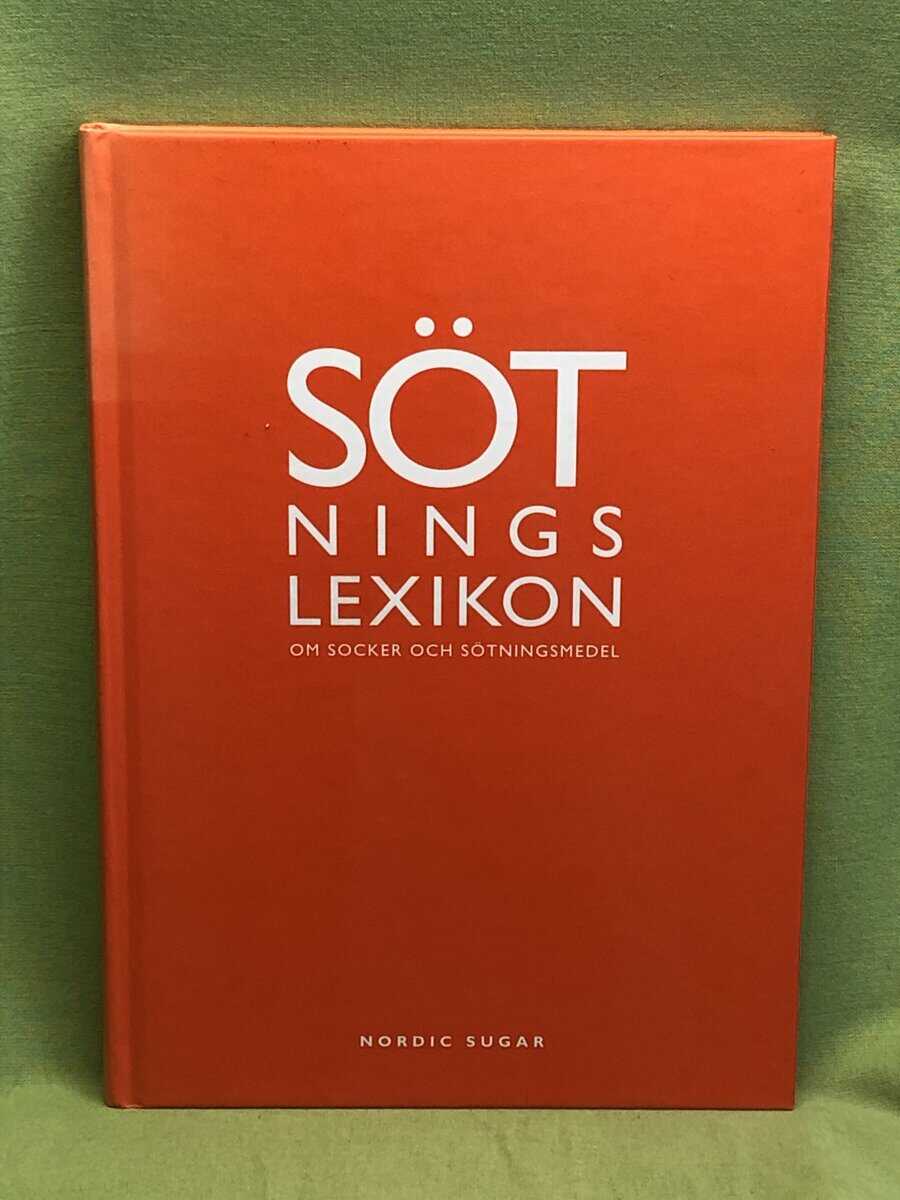 SÖT
NINGS
LEXIKON
OM SOCKER OCH SÖTNINGSMEDEL
NORDIC SUGAR